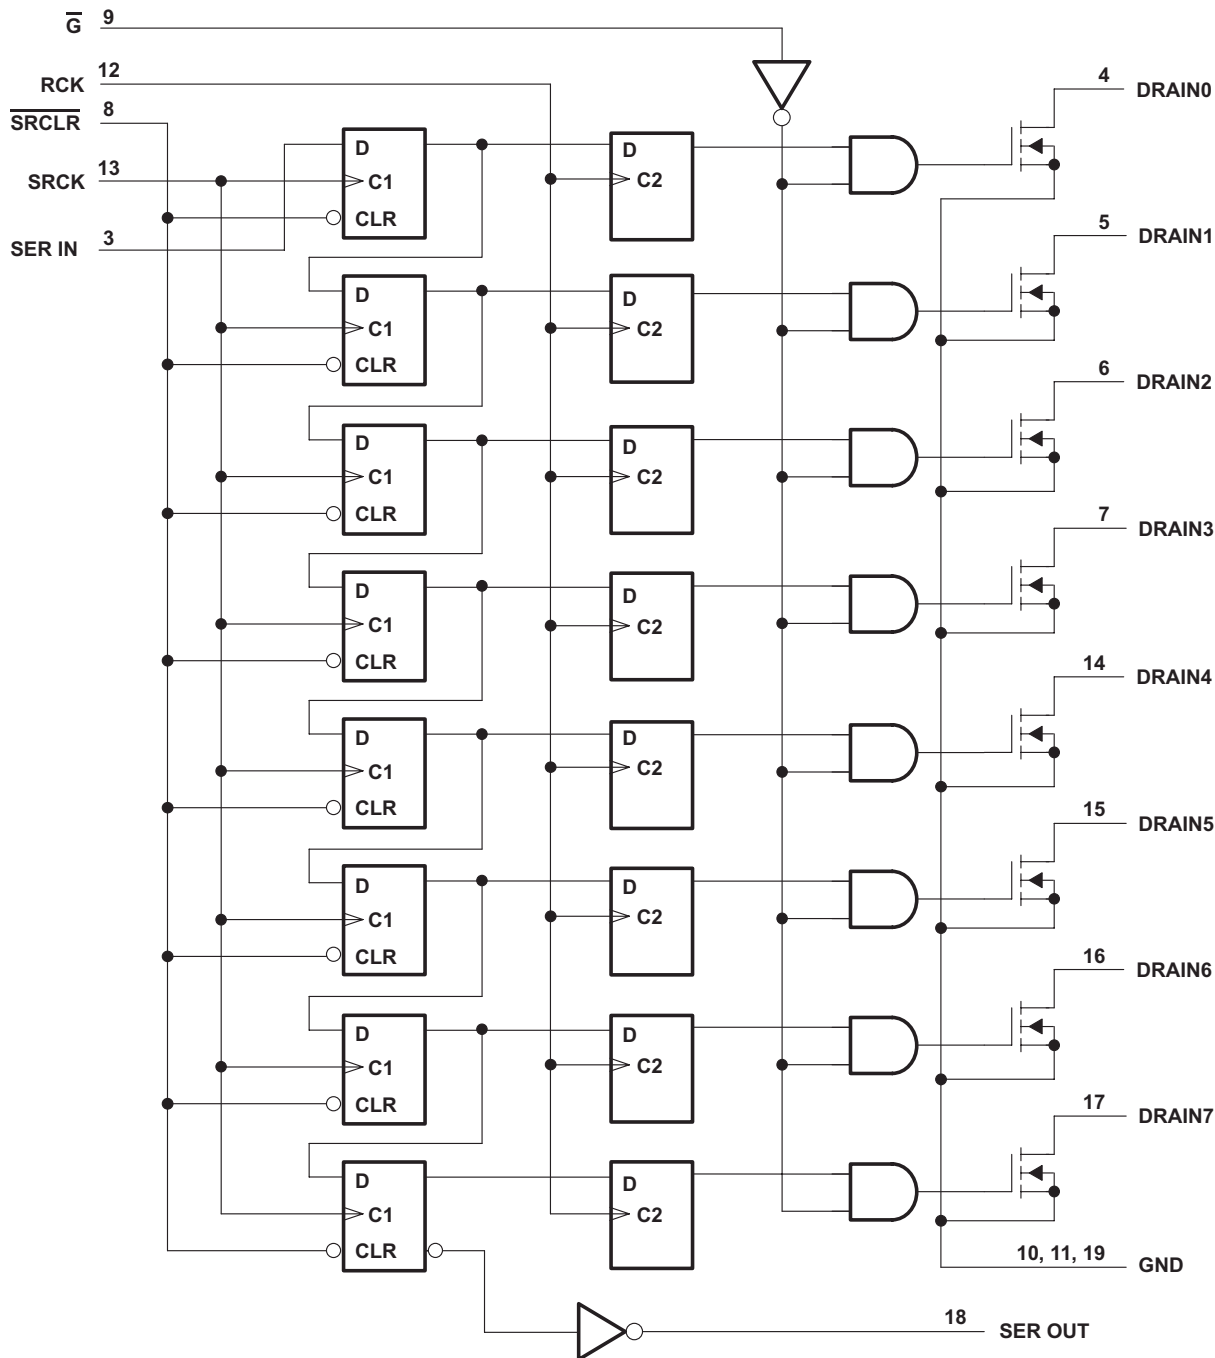 G̅ 9
RCK 12
S̅R̅C̅L̅R̅ 8
SRCK 13
SER IN 3
D
C1
CLR
D
C2
4 DRAIN0
D
C1
CLR
D
C2
5 DRAIN1
D
C1
CLR
D
C2
6 DRAIN2
D
C1
CLR
D
C2
7 DRAIN3
D
C1
CLR
D
C2
14 DRAIN4
D
C1
CLR
D
C2
15 DRAIN5
D
C1
CLR
D
C2
16 DRAIN6
D
C1
CLR
D
C2
17 DRAIN7
10, 11, 19 GND
18 SER OUT